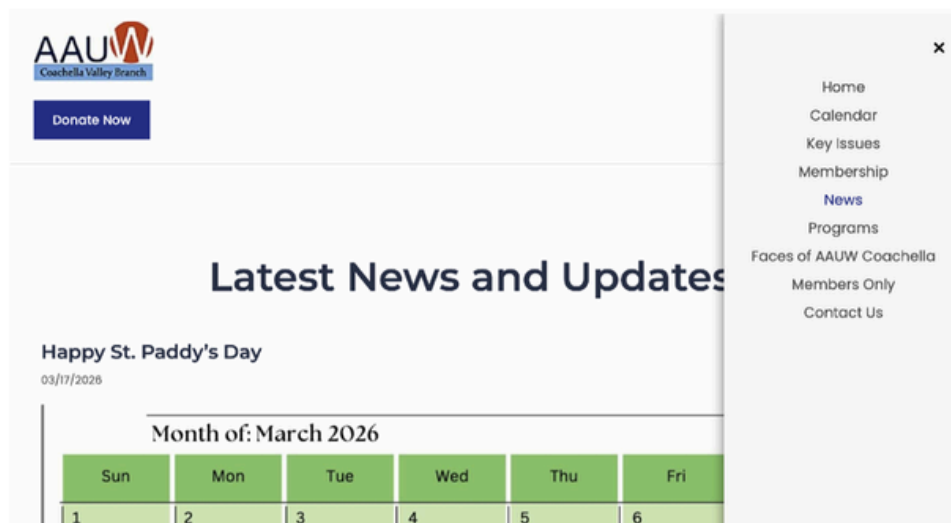 AAUW
Coachella Valley Branch
Donate Now
×
Home
Calendar
Key Issues
Membership
News
Programs
Faces of AAUW Coachella
Members Only
Contact Us
Latest News and Updates
Happy St. Paddy's Day
03/17/2026
Month of: March 2026
Sun Mon Tue Wed Thu Fri
1 2 3 4 5 6